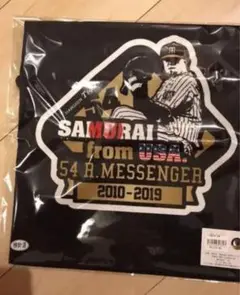 SAMURAI
from USA.
54 R. MESSENGER
2010-2019